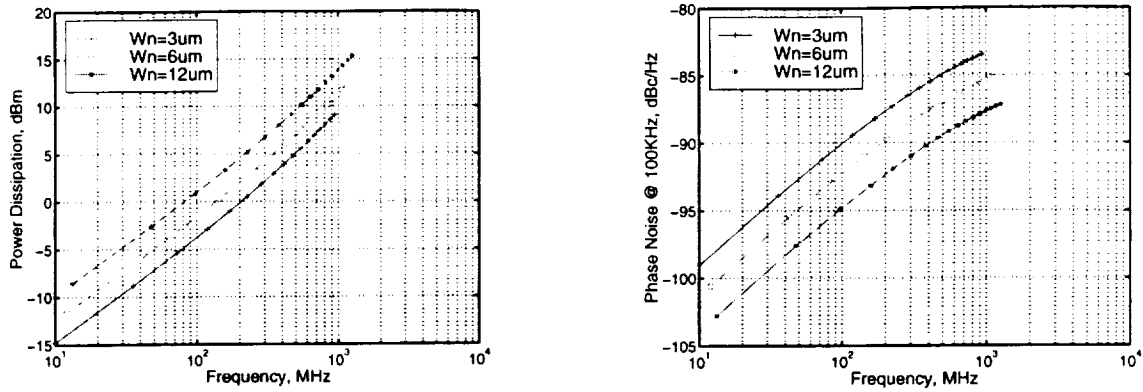 20
15
10
5
0
−5
−10
−15
Power Dissipation, dBm
Wn=3um
Wn=6um
Wn=12um
10^1
10^2
10^3
10^4
Frequency, MHz
−80
−85
−90
−95
−100
−105
Phase Noise @ 100KHz, dBc/Hz
Wn=3um
Wn=6um
Wn=12um
10^1
10^2
10^3
10^4
Frequency, MHz